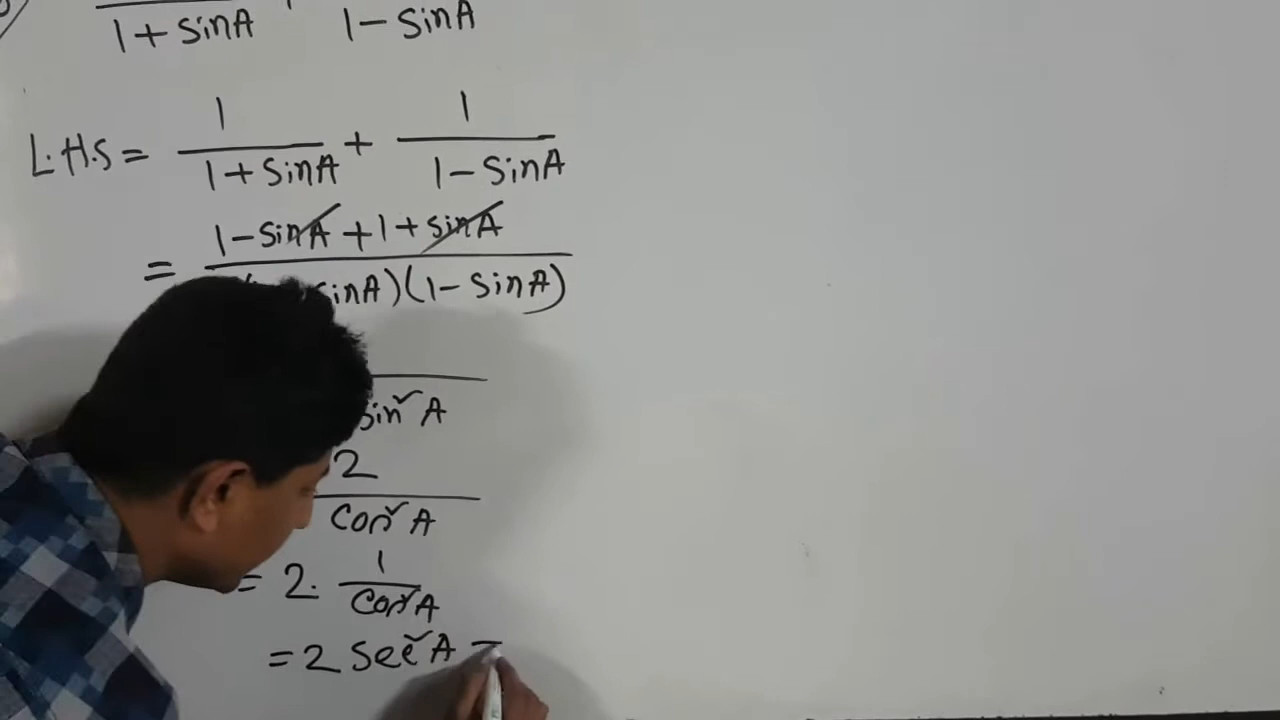 1 + sinA 1 - sinA
L.H.S = 1/(1 + sinA) + 1/(1 - sinA)
= (1 - sinA + 1 + sinA)/( sinA)(1 - sinA)
sin²A
2/cos²A
= 2. 1/cos²A
= 2 sec²A =